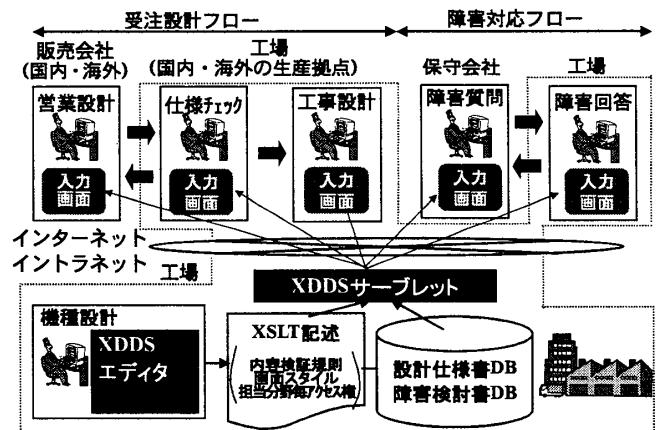 受注設計フロー
障害対応フロー
販売会社
(国内・海外)
工場
(国内・海外の生産拠点)
保守会社
工場
営業設計
仕様チェック
工事設計
障害質問
障害回答
入力
画面
入力
画面
入力
画面
入力
画面
入力
画面
インターネット
イントラネット
工場
XDDSサーブレット
機種設計
XDDS
エディタ
XSLT記述
内容検証規則
画面スタイル
担当分野毎アクセス権
設計仕様書DB
障害検討書DB